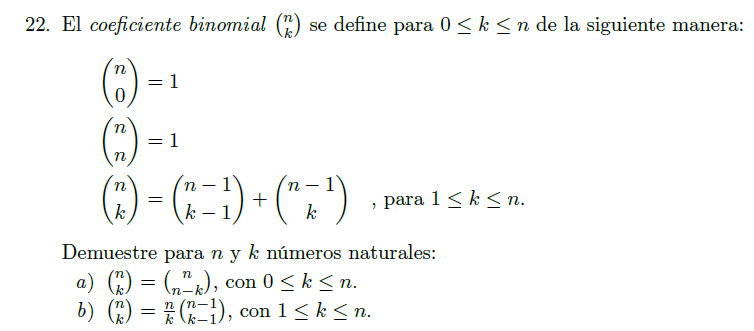 22. El coeficiente binomial $\binom{n}{k}$ se define para $0 \leq k \leq n$ de la siguiente manera:
$\binom{n}{0} = 1$
$\binom{n}{n} = 1$
$\binom{n}{k} = \binom{n-1}{k-1} + \binom{n-1}{k}$ , para $1 \leq k \leq n$.
Demuestre para $n$ y $k$ números naturales:
a) $\binom{n}{k} = \binom{n}{n-k}$, con $0 \leq k \leq n$.
b) $\binom{n}{k} = \frac{n}{k}\binom{n-1}{k-1}$, con $1 \leq k \leq n$.